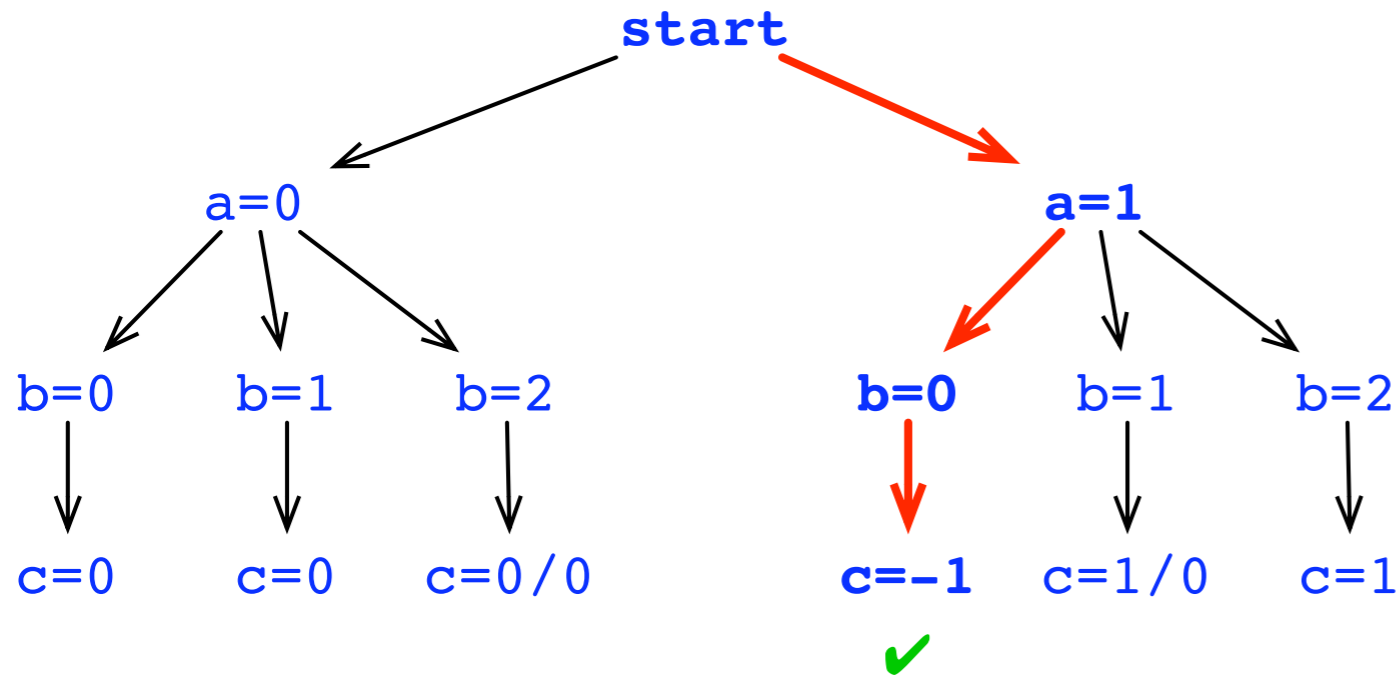 start
a=0 a=1
b=0 b=1 b=2 b=0 b=1 b=2
c=0 c=0 c=0/0 c=-1 c=1/0 c=1
✔